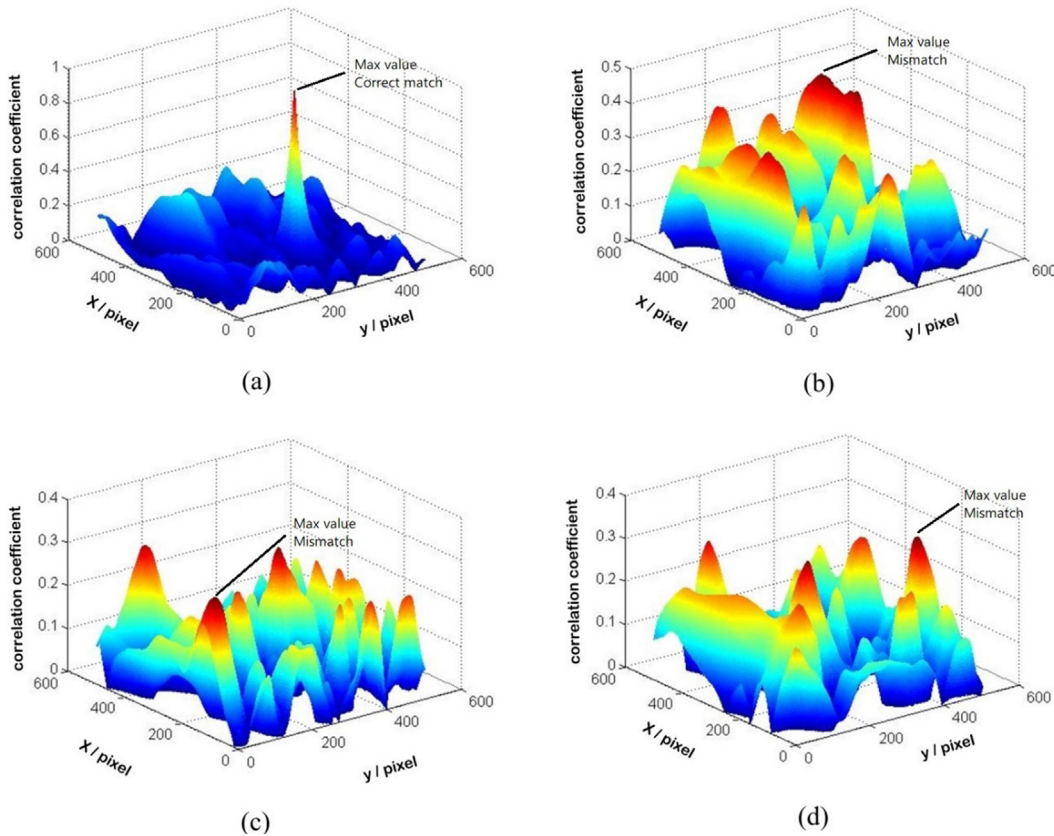 Max value
Correct match
correlation coefficient
1
0.8
0.6
0.4
0.2
0
600
400
200
0
X / pixel
0
200
400
600
y / pixel
(a)
Max value
Mismatch
correlation coefficient
0.5
0.4
0.3
0.2
0.1
0
600
400
200
0
X / pixel
0
200
400
600
y / pixel
(b)
Max value
Mismatch
correlation coefficient
0.4
0.3
0.2
0.1
0
600
400
200
0
X / pixel
0
200
400
600
y / pixel
(c)
Max value
Mismatch
correlation coefficient
0.4
0.3
0.2
0.1
0
600
400
200
0
X / pixel
0
200
400
600
y / pixel
(d)